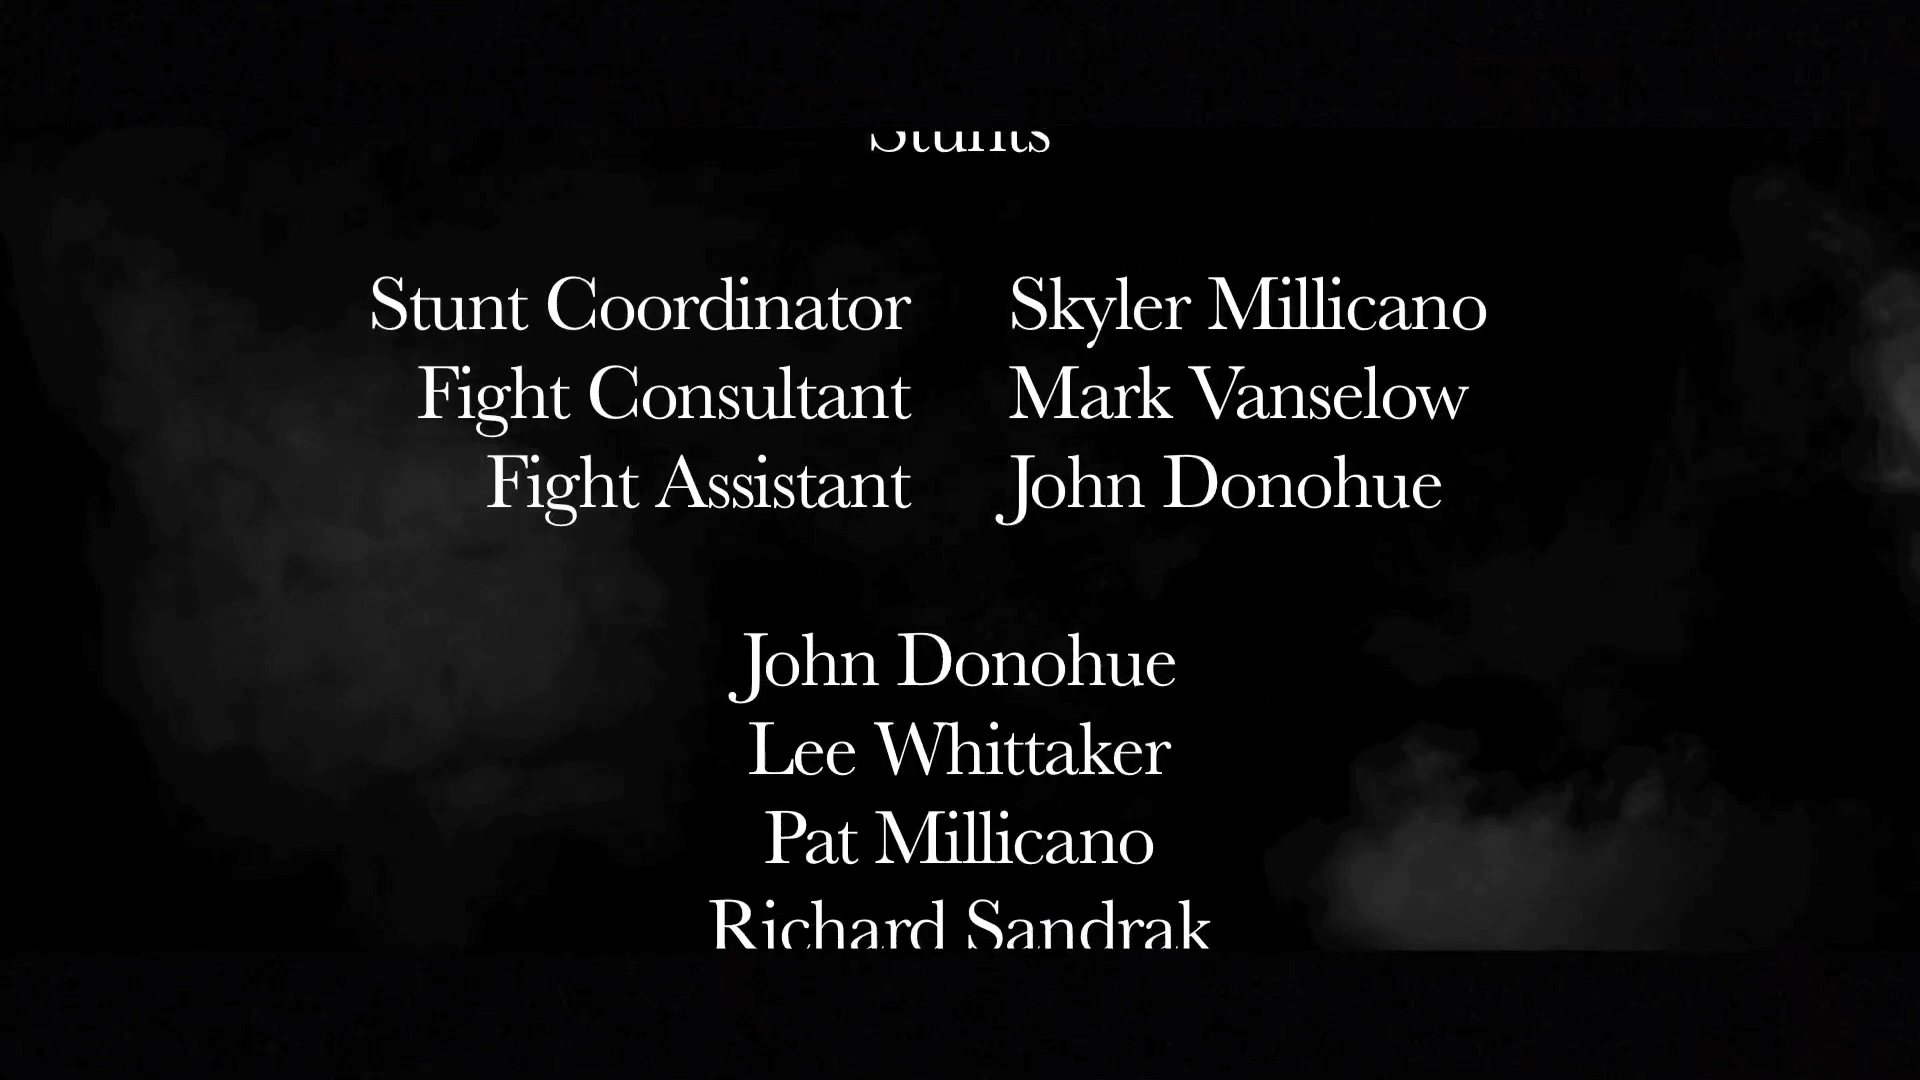 Stunts
Stunt Coordinator Skyler Millicano
Fight Consultant Mark Vanselow
Fight Assistant John Donohue
John Donohue
Lee Whittaker
Pat Millicano
Richard Sandrak